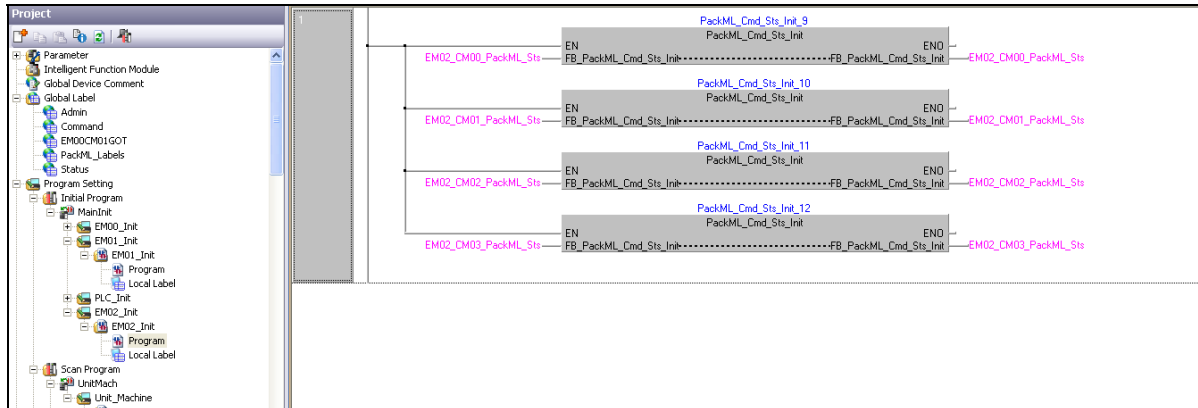 Project
Parameter
Intelligent Function Module
Global Device Comment
Global Label
Admin
Command
EM00CM01GOT
PackML_Labels
Status
Program Setting
Initial Program
MainInit
EM00_Init
EM01_Init
EM01_Init
Program
Local Label
PLC_Init
EM02_Init
EM02_Init
Program
Local Label
Scan Program
UnitMach
Unit_Machine
1
PackML_Cmd_Sts_Init_9
PackML_Cmd_Sts_Init
EN ENO
EM02_CM00_PackML_Sts FB_PackML_Cmd_Sts_Init FB_PackML_Cmd_Sts_Init EM02_CM00_PackML_Sts
PackML_Cmd_Sts_Init_10
PackML_Cmd_Sts_Init
EN ENO
EM02_CM01_PackML_Sts FB_PackML_Cmd_Sts_Init FB_PackML_Cmd_Sts_Init EM02_CM01_PackML_Sts
PackML_Cmd_Sts_Init_11
PackML_Cmd_Sts_Init
EN ENO
EM02_CM02_PackML_Sts FB_PackML_Cmd_Sts_Init FB_PackML_Cmd_Sts_Init EM02_CM02_PackML_Sts
PackML_Cmd_Sts_Init_12
PackML_Cmd_Sts_Init
EN ENO
EM02_CM03_PackML_Sts FB_PackML_Cmd_Sts_Init FB_PackML_Cmd_Sts_Init EM02_CM03_PackML_Sts